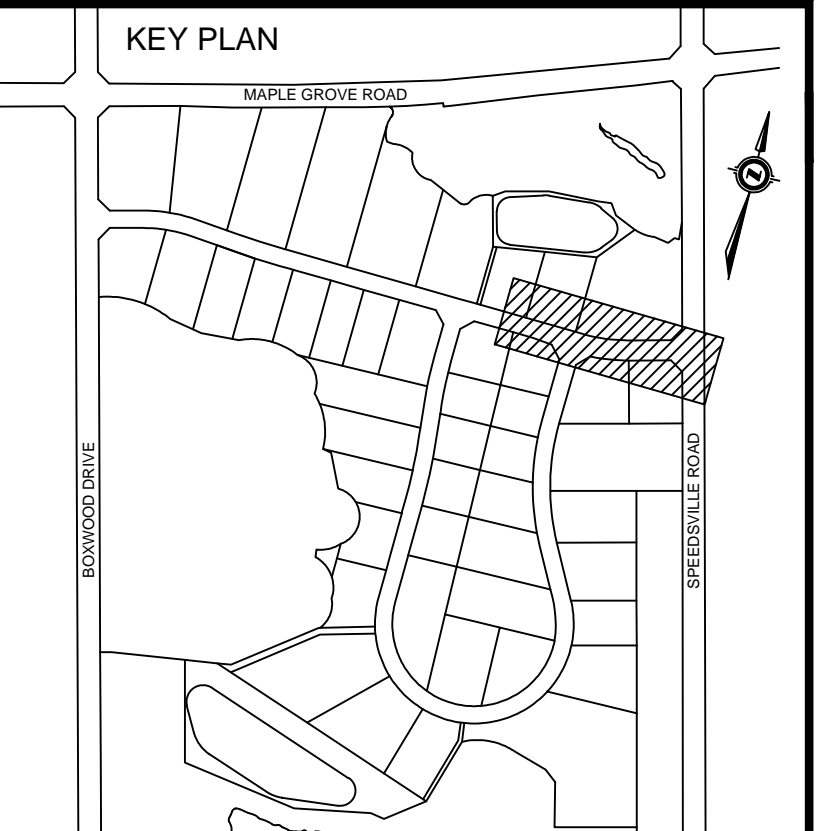 KEY PLAN
MAPLE GROVE ROAD
BOXWOOD DRIVE
SPEEDSVILLE ROAD
N